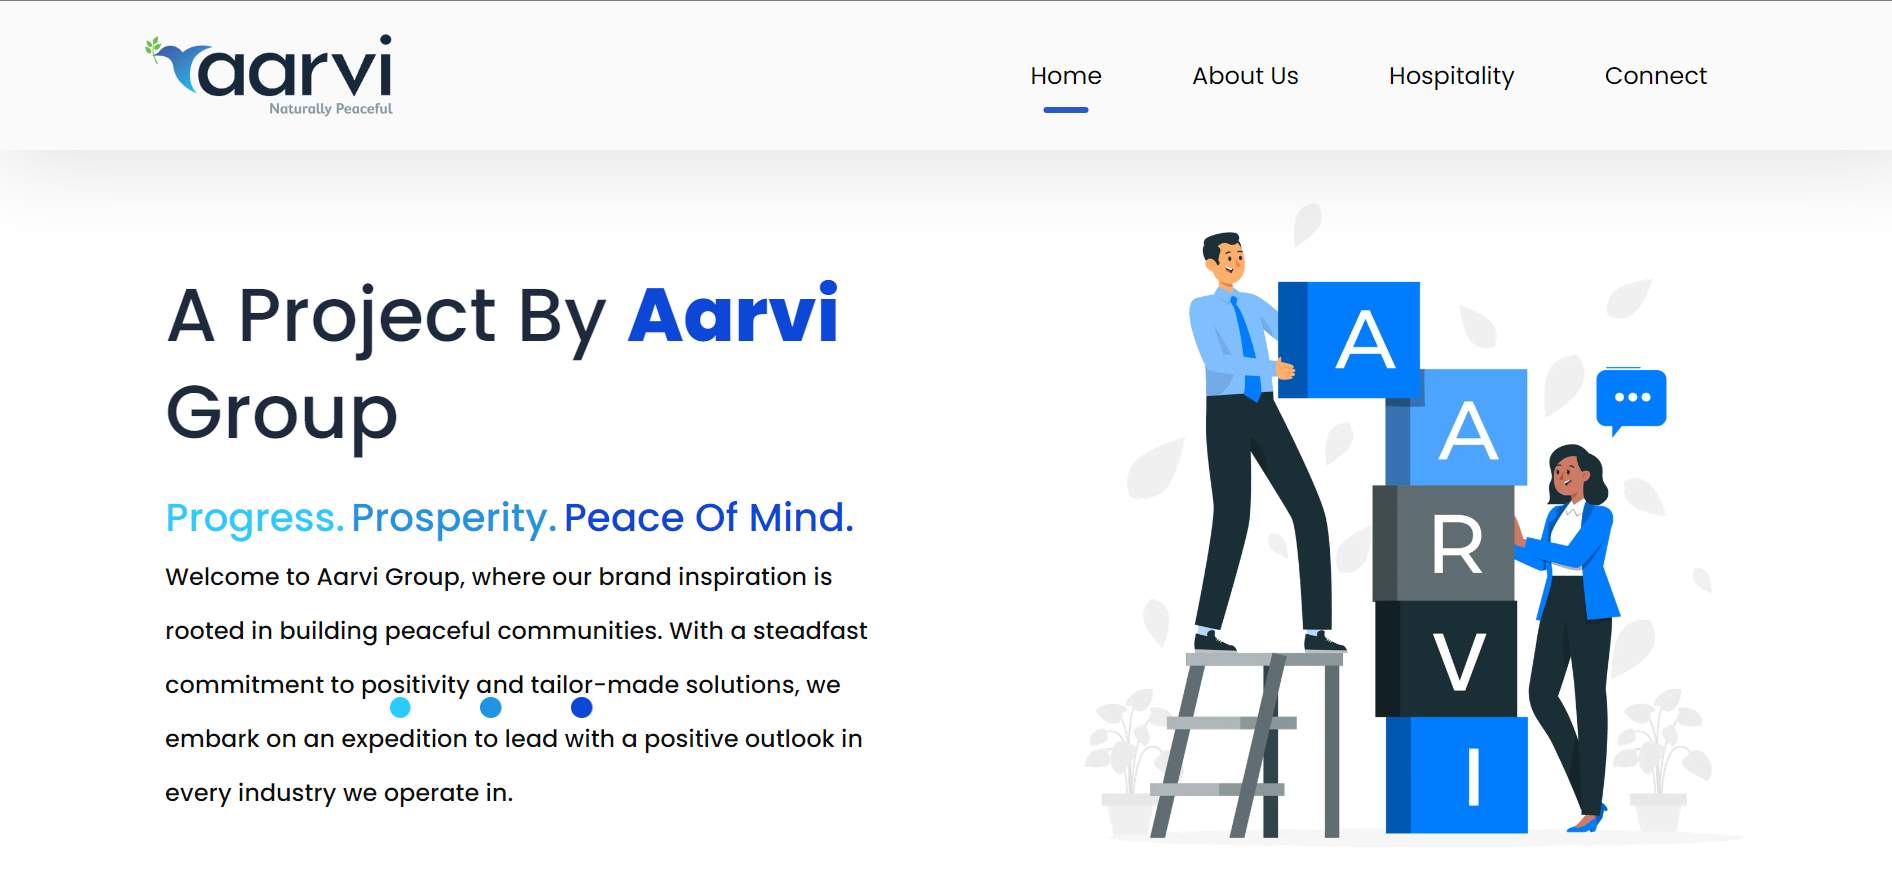 aarvi
Naturally Peaceful
Home
About Us
Hospitality
Connect
A Project By Aarvi
Group
Progress. Prosperity. Peace Of Mind.
Welcome to Aarvi Group, where our brand inspiration is
rooted in building peaceful communities. With a steadfast
commitment to positivity and tailor-made solutions, we
embark on an expedition to lead with a positive outlook in
every industry we operate in.
A
A
R
V
I